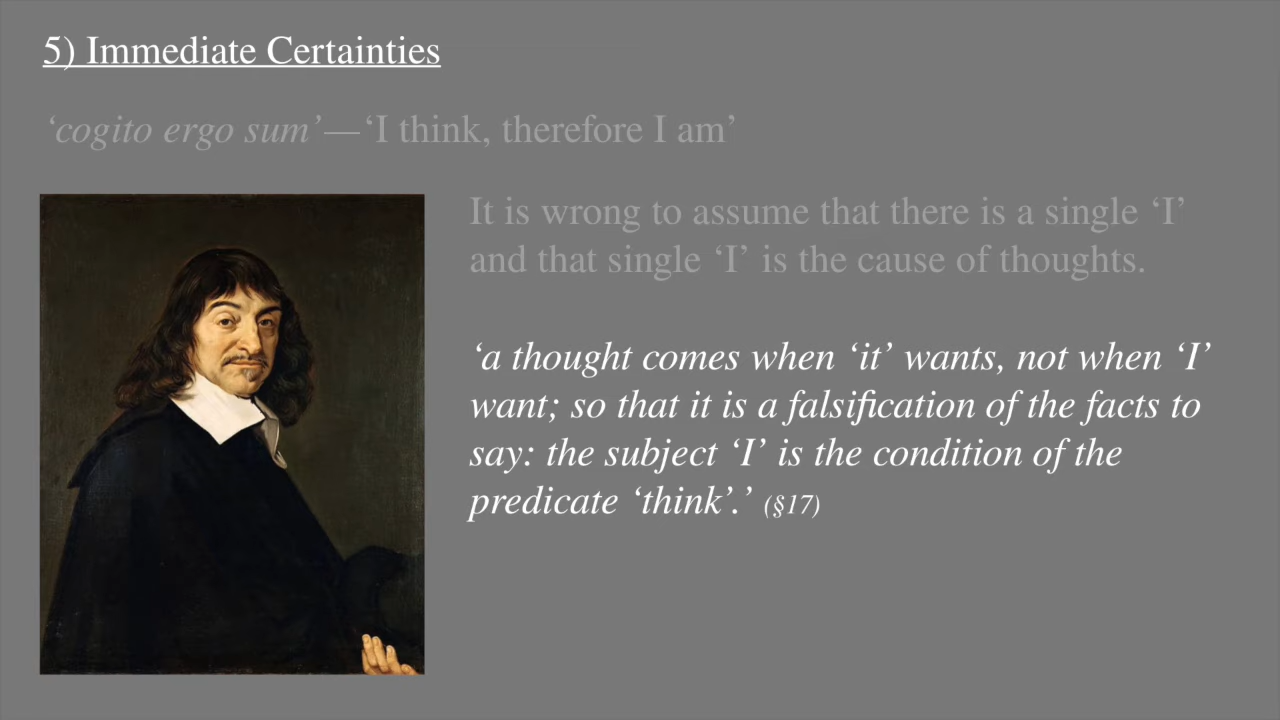 5) Immediate Certainties
‘cogito ergo sum’—‘I think, therefore I am’
It is wrong to assume that there is a single ‘I’
and that single ‘I’ is the cause of thoughts.
‘a thought comes when ‘it’ wants, not when ‘I’
want; so that it is a falsification of the facts to
say: the subject ‘I’ is the condition of the
predicate ‘think’.’ (§17)